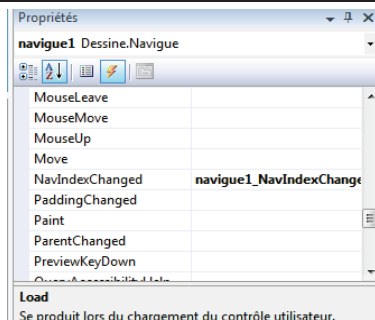 Propriétés
navigue1 Dessine.Navigue
MouseLeave
MouseMove
MouseUp
Move
NavIndexChanged navigue1_NavIndexChange
PaddingChanged
Paint
ParentChanged
PreviewKeyDown
QueryAccessibilityHelp
Load
Se produit lors du chargement du contrôle utilisateur.